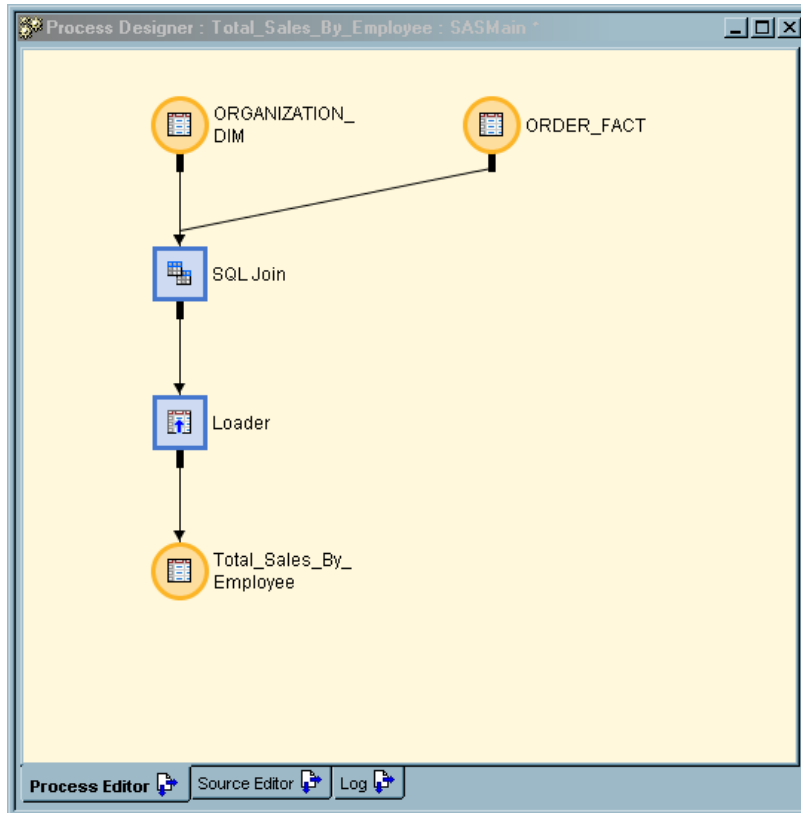 Process Designer : Total_Sales_By_Employee : SASMain *
ORGANIZATION_
DIM
ORDER_FACT
SQL Join
Loader
Total_Sales_By_
Employee
Process Editor
Source Editor
Log